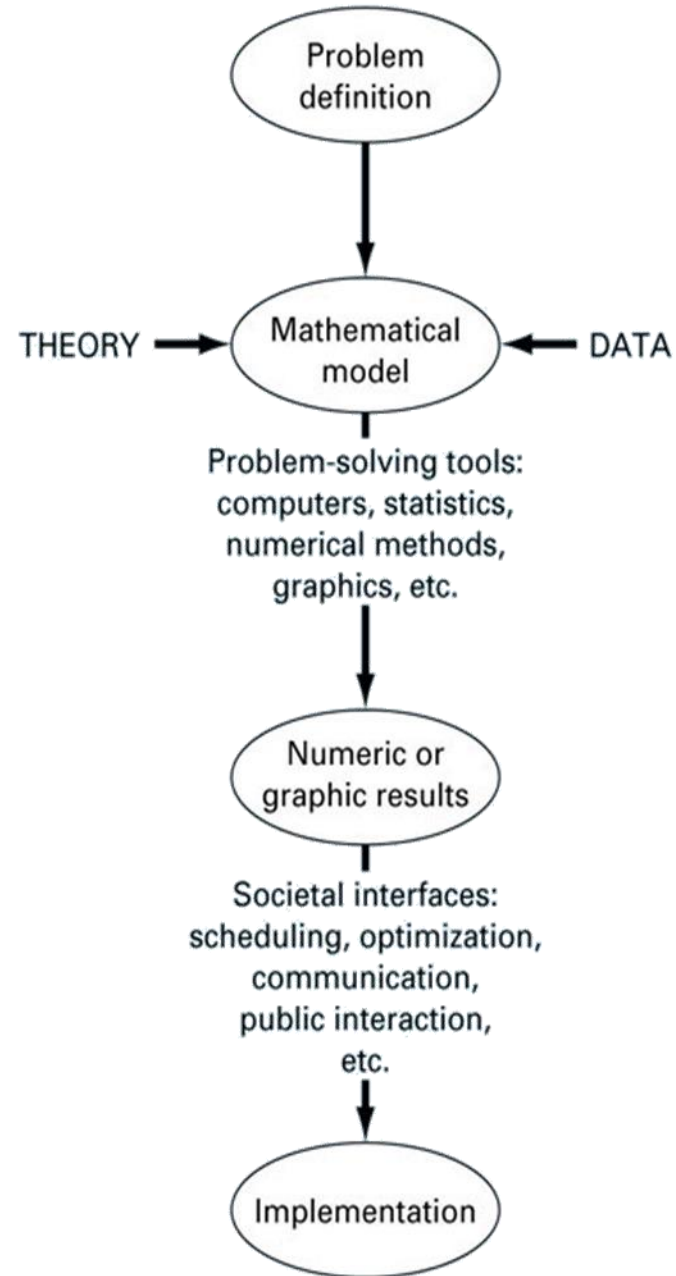 Problem
definition
THEORY
Mathematical
model
DATA
Problem-solving tools:
computers, statistics,
numerical methods,
graphics, etc.
Numeric or
graphic results
Societal interfaces:
scheduling, optimization,
communication,
public interaction,
etc.
Implementation